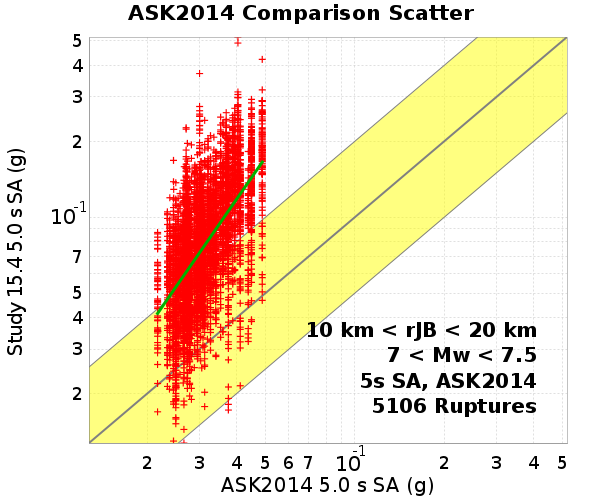 ASK2014 Comparison Scatter
5
4
3
2
10⁻¹
7
5
4
3
2
Study 15.4 5.0 s SA (g)
10 km < rJB < 20 km
7 < Mw < 7.5
5s SA, ASK2014
5106 Ruptures
2 3 4 5 6 7 10⁻¹ 2 3 4 5
ASK2014 5.0 s SA (g)